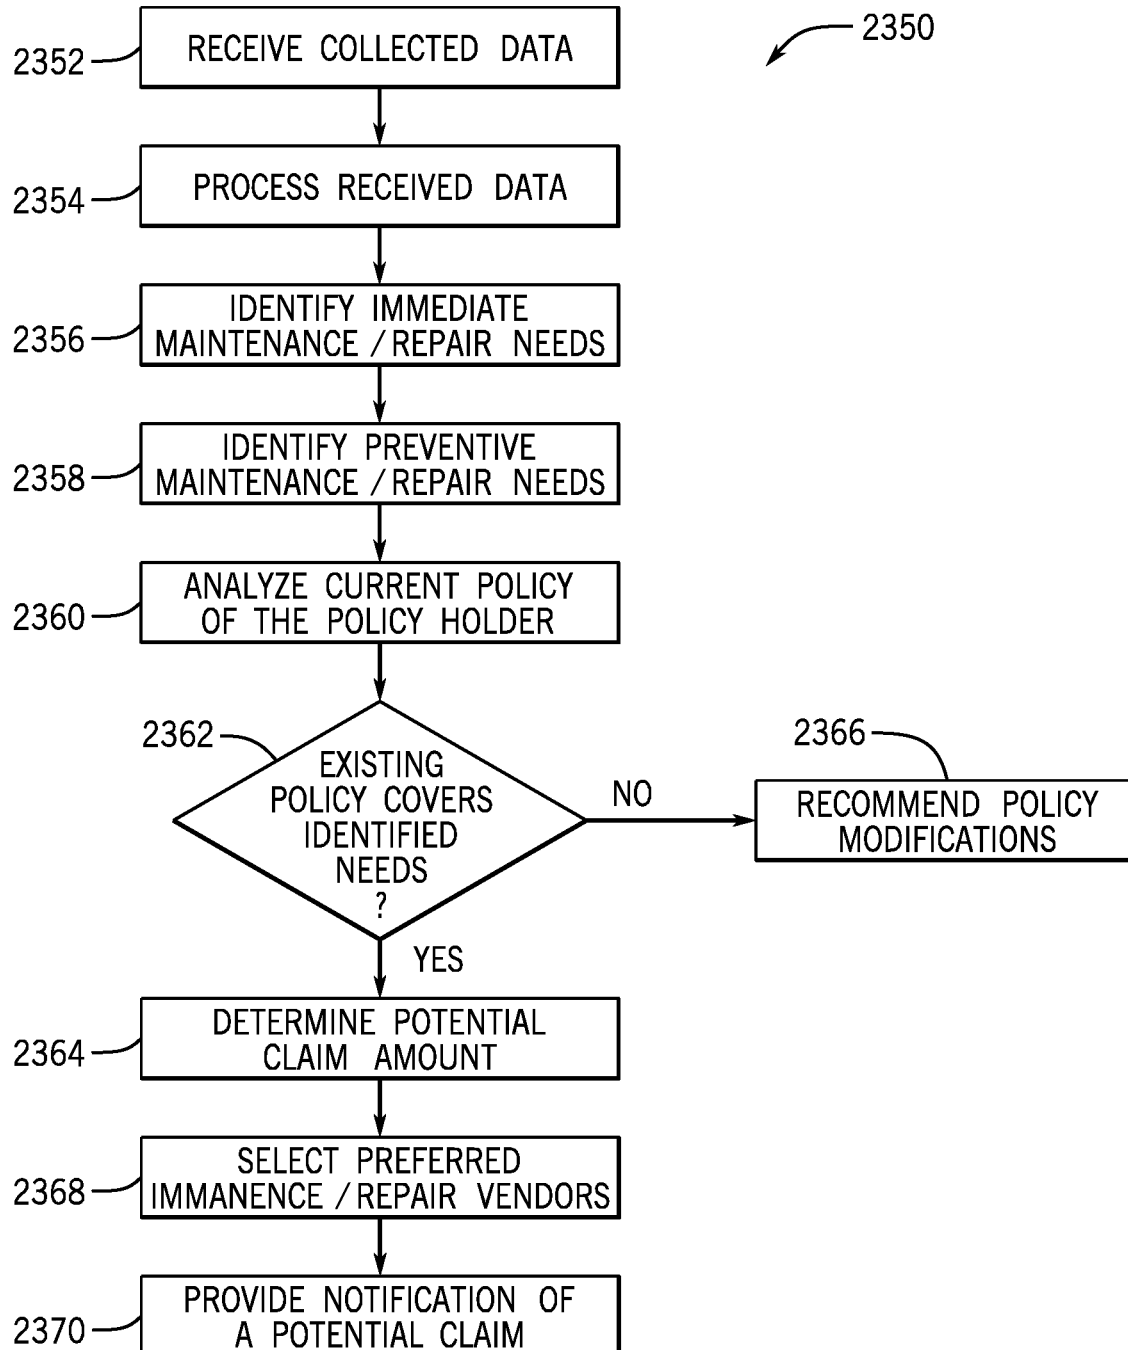 2350
2352
RECEIVE COLLECTED DATA
2354
PROCESS RECEIVED DATA
2356
IDENTIFY IMMEDIATE
MAINTENANCE / REPAIR NEEDS
2358
IDENTIFY PREVENTIVE
MAINTENANCE / REPAIR NEEDS
2360
ANALYZE CURRENT POLICY
OF THE POLICY HOLDER
2362
EXISTING
POLICY COVERS
IDENTIFIED
NEEDS
?
NO
2366
RECOMMEND POLICY
MODIFICATIONS
YES
2364
DETERMINE POTENTIAL
CLAIM AMOUNT
2368
SELECT PREFERRED
IMMANENCE / REPAIR VENDORS
2370
PROVIDE NOTIFICATION OF
A POTENTIAL CLAIM